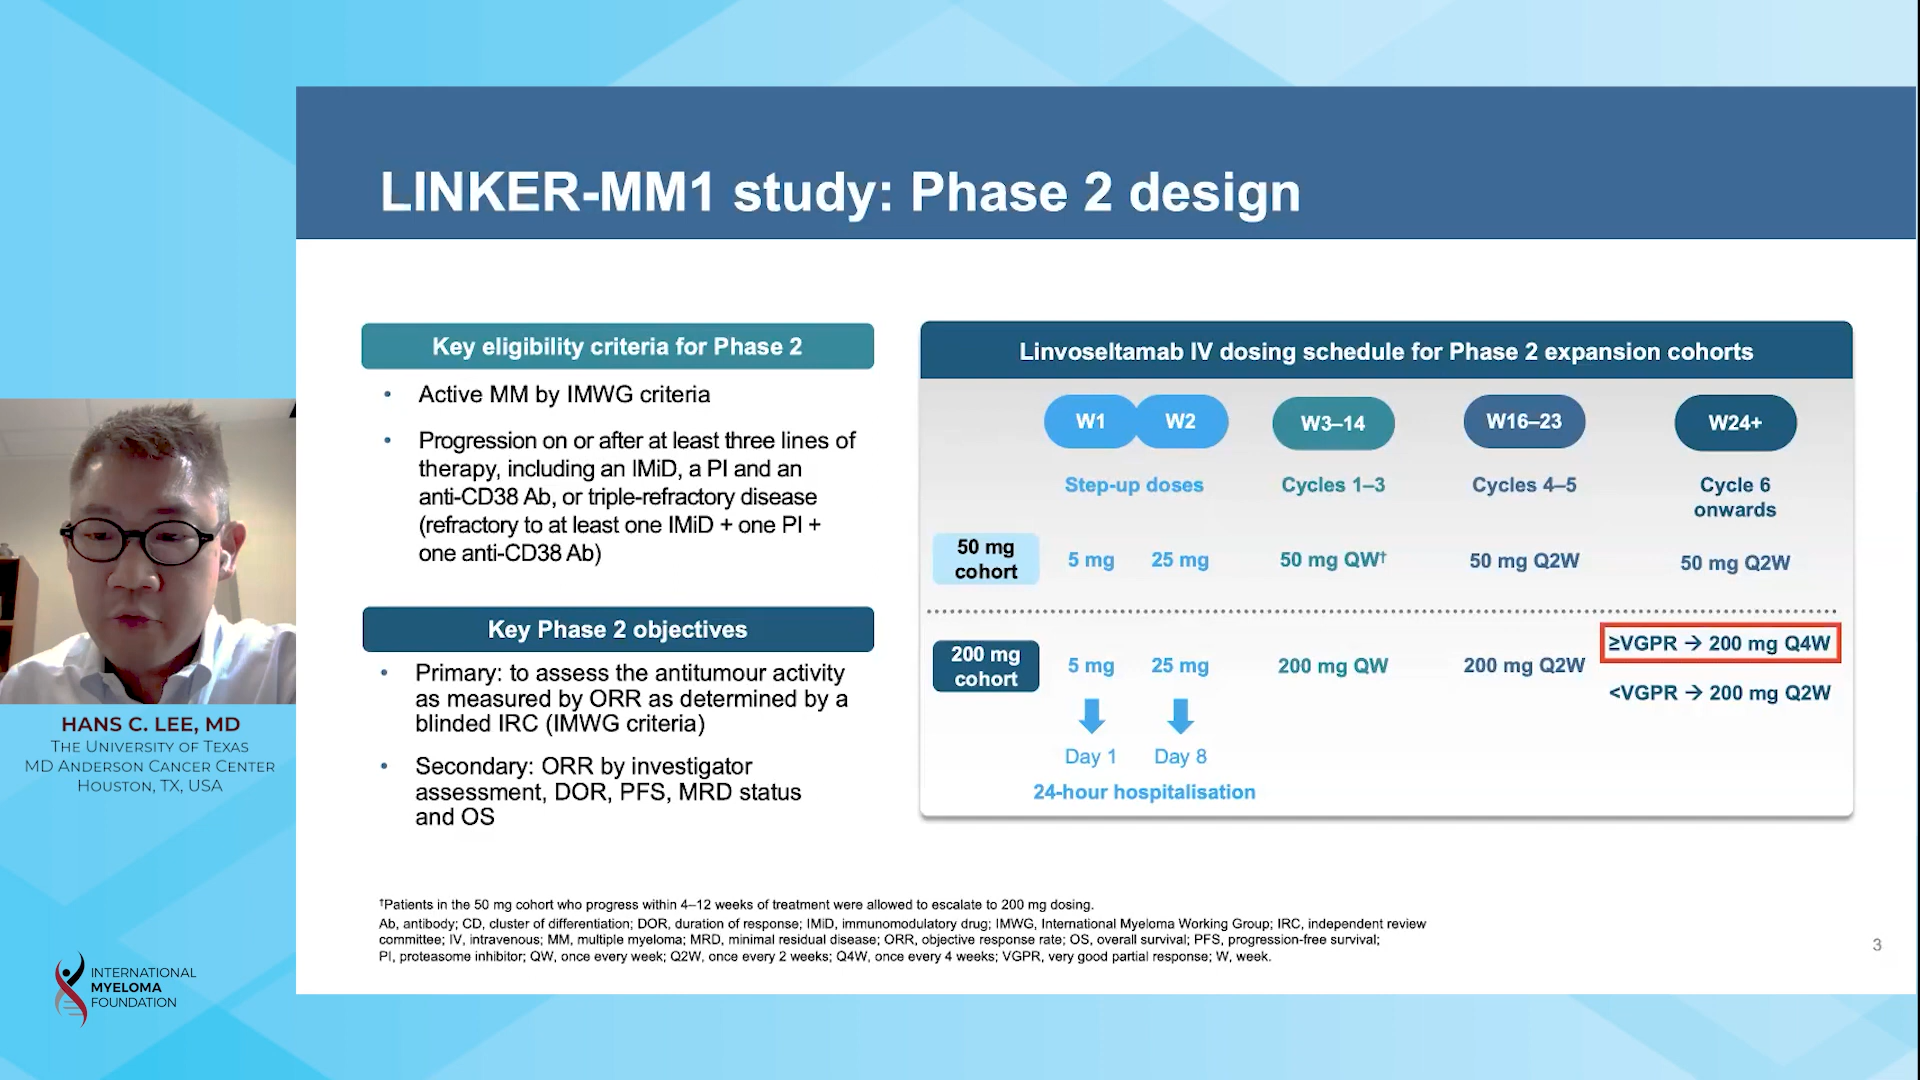 LINKER-MM1 study: Phase 2 design
Key eligibility criteria for Phase 2
• Active MM by IMWG criteria
• Progression on or after at least three lines of
therapy, including an IMiD, a PI and an
anti-CD38 Ab, or triple-refractory disease
(refractory to at least one IMiD + one PI +
one anti-CD38 Ab)
Key Phase 2 objectives
• Primary: to assess the antitumour activity
as measured by ORR as determined by a
blinded IRC (IMWG criteria)
• Secondary: ORR by investigator
assessment, DOR, PFS, MRD status
and OS
Linvoseltamab IV dosing schedule for Phase 2 expansion cohorts
W1 W2 W3–14 W16–23 W24+
Step-up doses Cycles 1–3 Cycles 4–5 Cycle 6
onwards
50 mg
cohort
5 mg 25 mg 50 mg QW† 50 mg Q2W 50 mg Q2W
200 mg
cohort
5 mg 25 mg 200 mg QW 200 mg Q2W
≥VGPR → 200 mg Q4W
<VGPR → 200 mg Q2W
Day 1 Day 8
24-hour hospitalisation
†Patients in the 50 mg cohort who progress within 4–12 weeks of treatment were allowed to escalate to 200 mg dosing.
Ab, antibody; CD, cluster of differentiation; DOR, duration of response; IMiD, immunomodulatory drug; IMWG, International Myeloma Working Group; IRC, independent review
committee; IV, intravenous; MM, multiple myeloma; MRD, minimal residual disease; ORR, objective response rate; OS, overall survival; PFS, progression-free survival;
PI, proteasome inhibitor; QW, once every week; Q2W, once every 2 weeks; Q4W, once every 4 weeks; VGPR, very good partial response; W, week.
3
HANS C. LEE, MD
THE UNIVERSITY OF TEXAS
MD ANDERSON CANCER CENTER
HOUSTON, TX, USA
INTERNATIONAL
MYELOMA
FOUNDATION